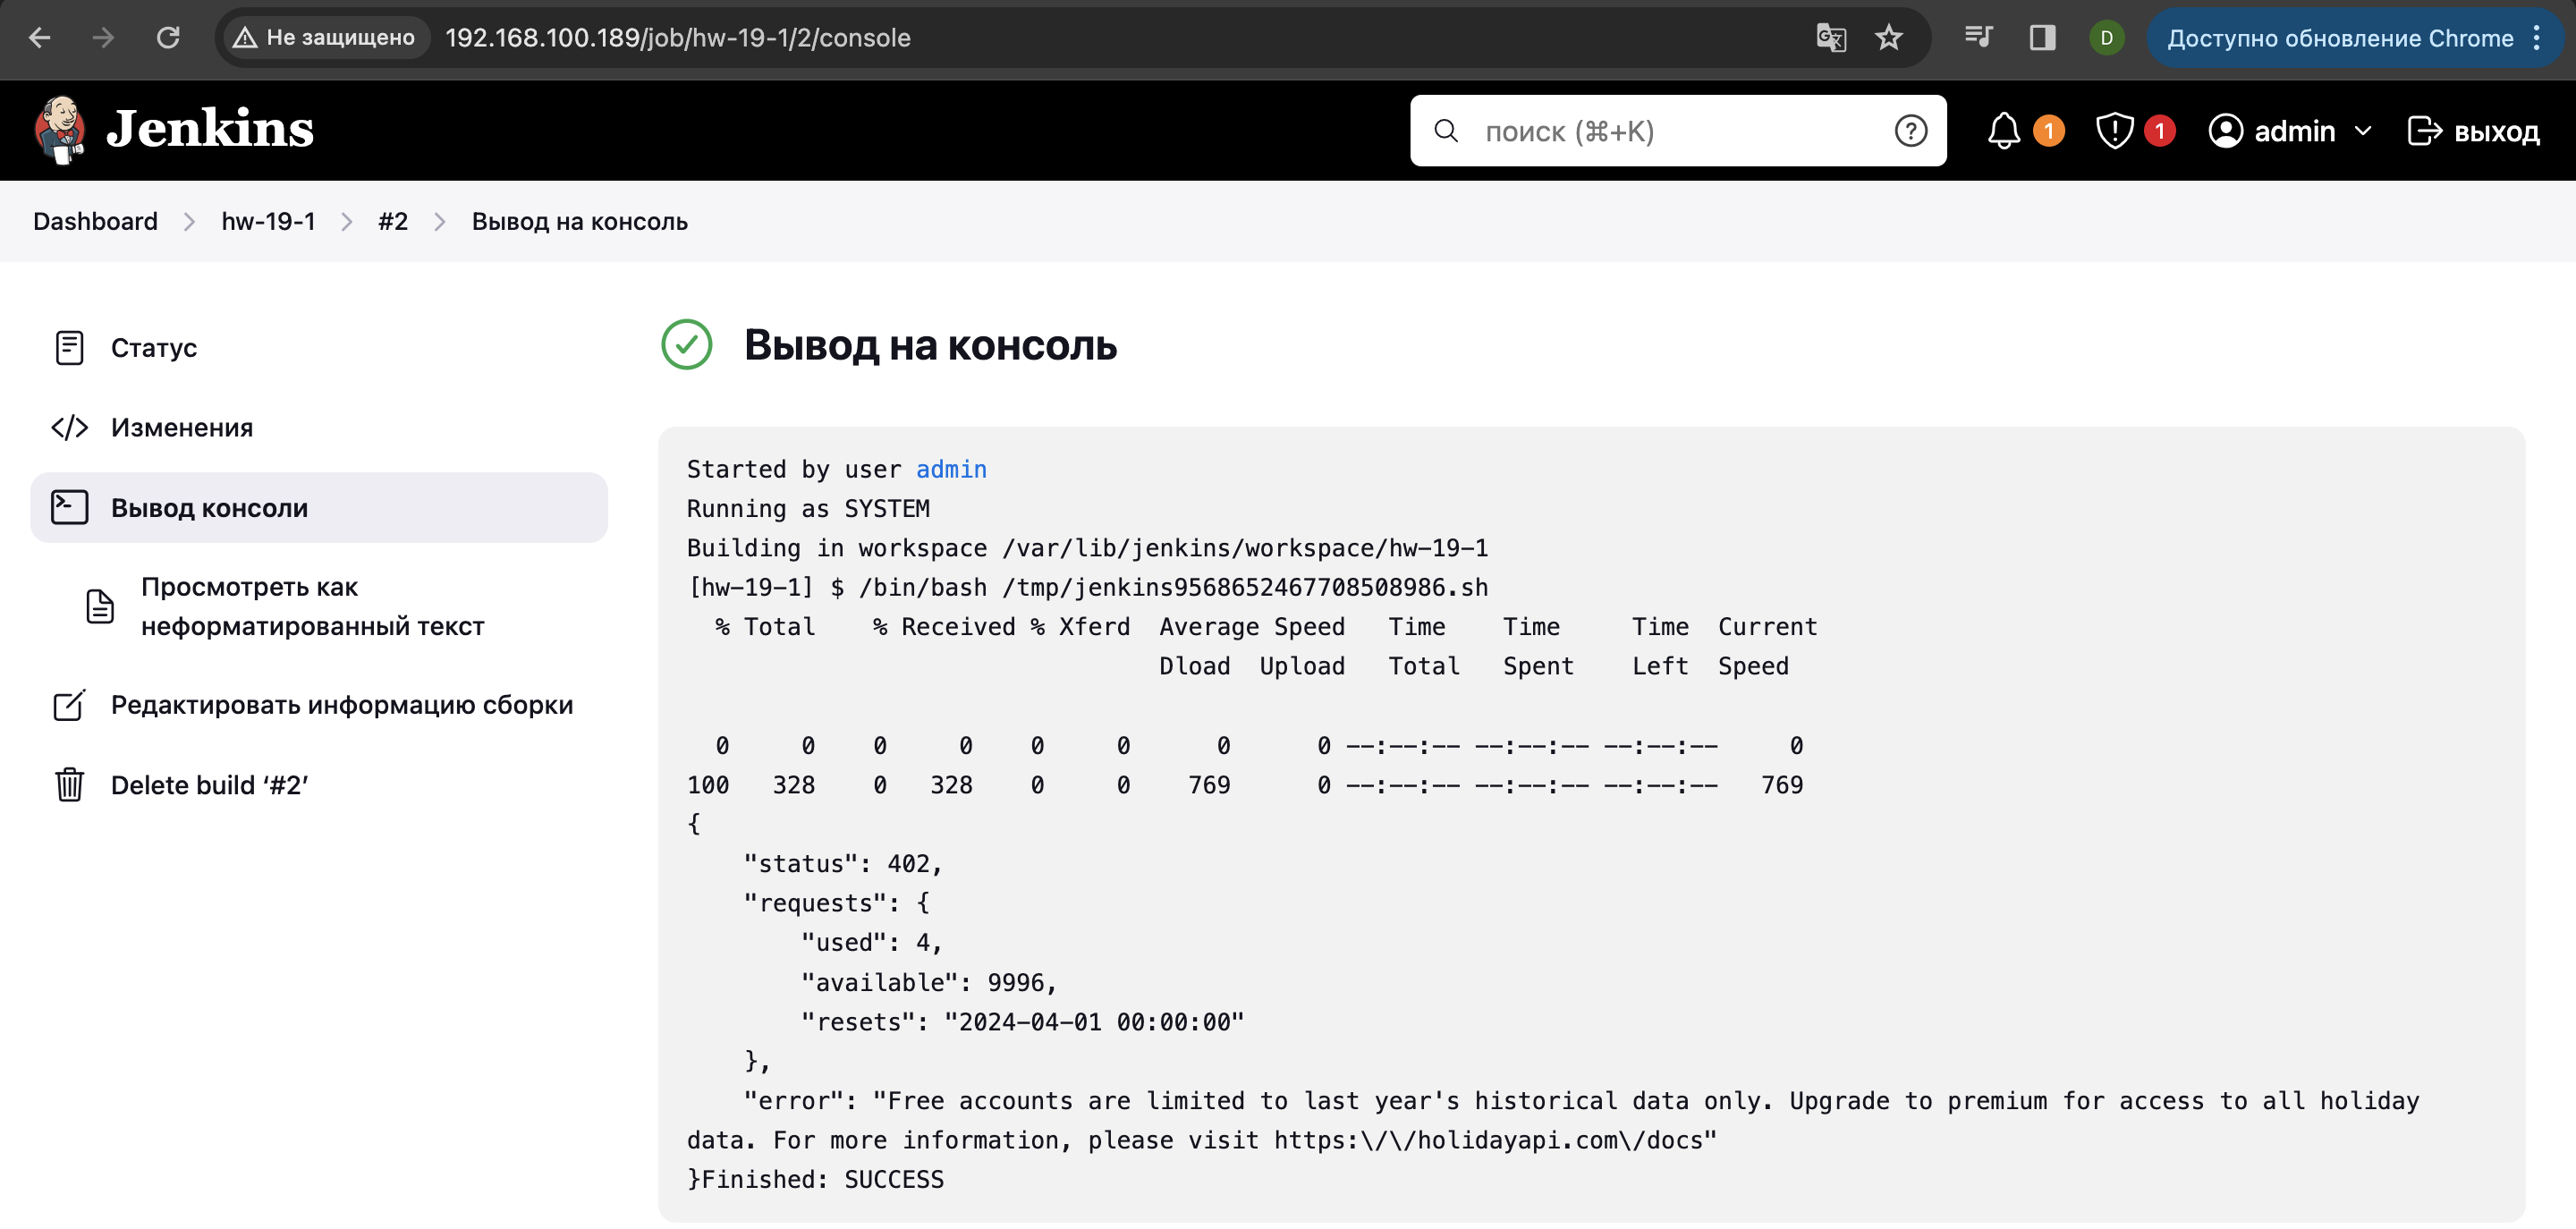 Не защищено 192.168.100.189/job/hw-19-1/2/console D Доступно обновление Chrome
Jenkins поиск (⌘+K) 1 1 admin выход
Dashboard hw-19-1 #2 Вывод на консоль
Статус
Изменения
Вывод консоли
Просмотреть как
неформатированный текст
Редактировать информацию сборки
Delete build ‘#2’
Вывод на консоль
Started by user admin
Running as SYSTEM
Building in workspace /var/lib/jenkins/workspace/hw-19-1
[hw-19-1] $ /bin/bash /tmp/jenkins9568652467708508986.sh
  % Total    % Received % Xferd  Average Speed   Time    Time     Time  Current
                                 Dload  Upload   Total   Spent    Left  Speed
  0     0    0     0    0     0      0      0 --:--:-- --:--:-- --:--:--     0
100   328    0   328    0     0    769      0 --:--:-- --:--:-- --:--:--   769
{
    "status": 402,
    "requests": {
        "used": 4,
        "available": 9996,
        "resets": "2024-04-01 00:00:00"
    },
    "error": "Free accounts are limited to last year's historical data only. Upgrade to premium for access to all holiday
data. For more information, please visit https:\/\/holidayapi.com\/docs"
}Finished: SUCCESS